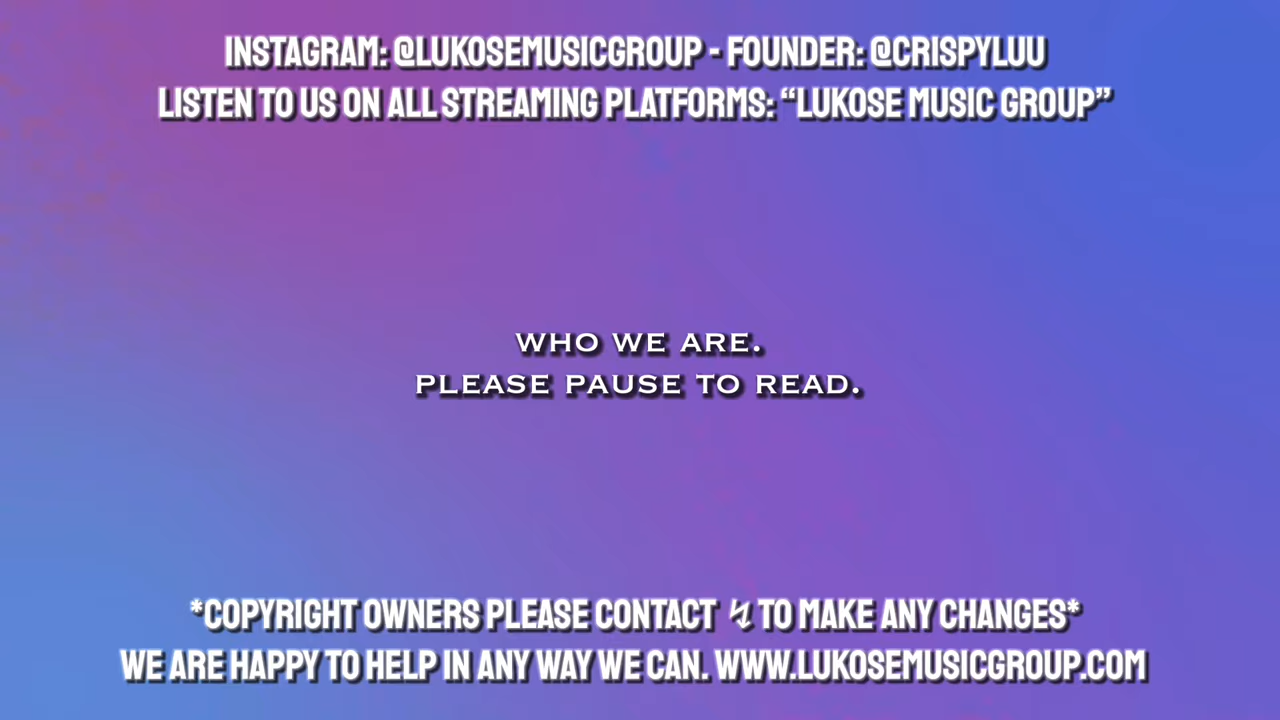 INSTAGRAM: @LUKOSEMUSICGROUP - FOUNDER: @CRISPYLUU
LISTEN TO US ON ALL STREAMING PLATFORMS: “LUKOSE MUSIC GROUP”
WHO WE ARE.
PLEASE PAUSE TO READ.
*COPYRIGHT OWNERS PLEASE CONTACT ↯ TO MAKE ANY CHANGES*
WE ARE HAPPY TO HELP IN ANY WAY WE CAN. WWW.LUKOSEMUSICGROUP.COM